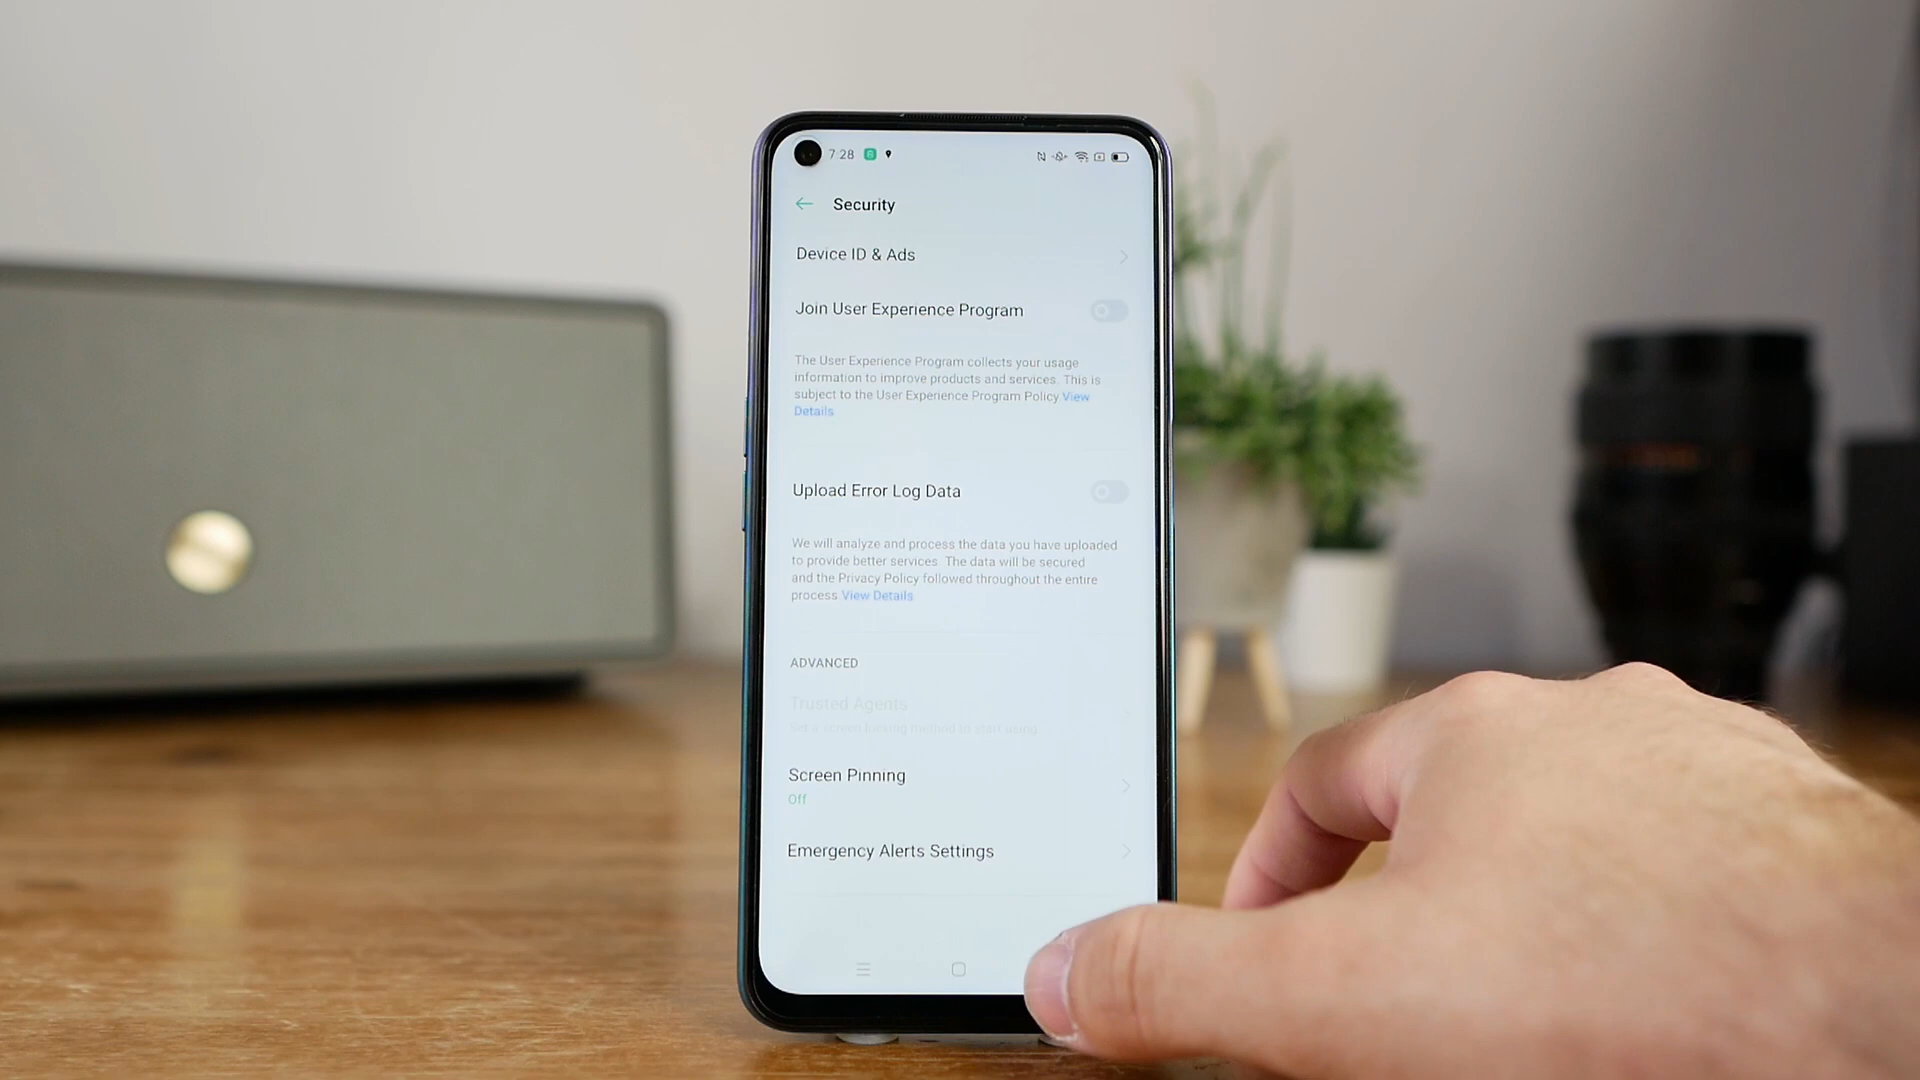 7:28
Security
Device ID & Ads
Join User Experience Program
The User Experience Program collects your usage
information to improve products and services. This is
subject to the User Experience Program Policy.View
Details
Upload Error Log Data
We will analyze and process the data you have uploaded
to provide better services. The data will be secured
and the Privacy Policy followed throughout the entire
process.View Details
ADVANCED
Trusted Agents
Set a screen locking method to start using
Screen Pinning
Off
Emergency Alerts Settings